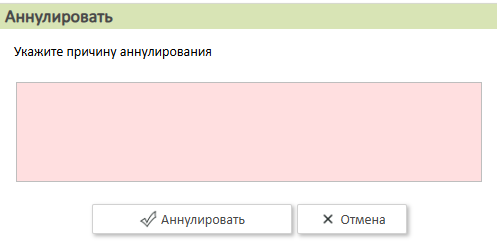 Аннулировать
Укажите причину аннулирования
Аннулировать
Отмена